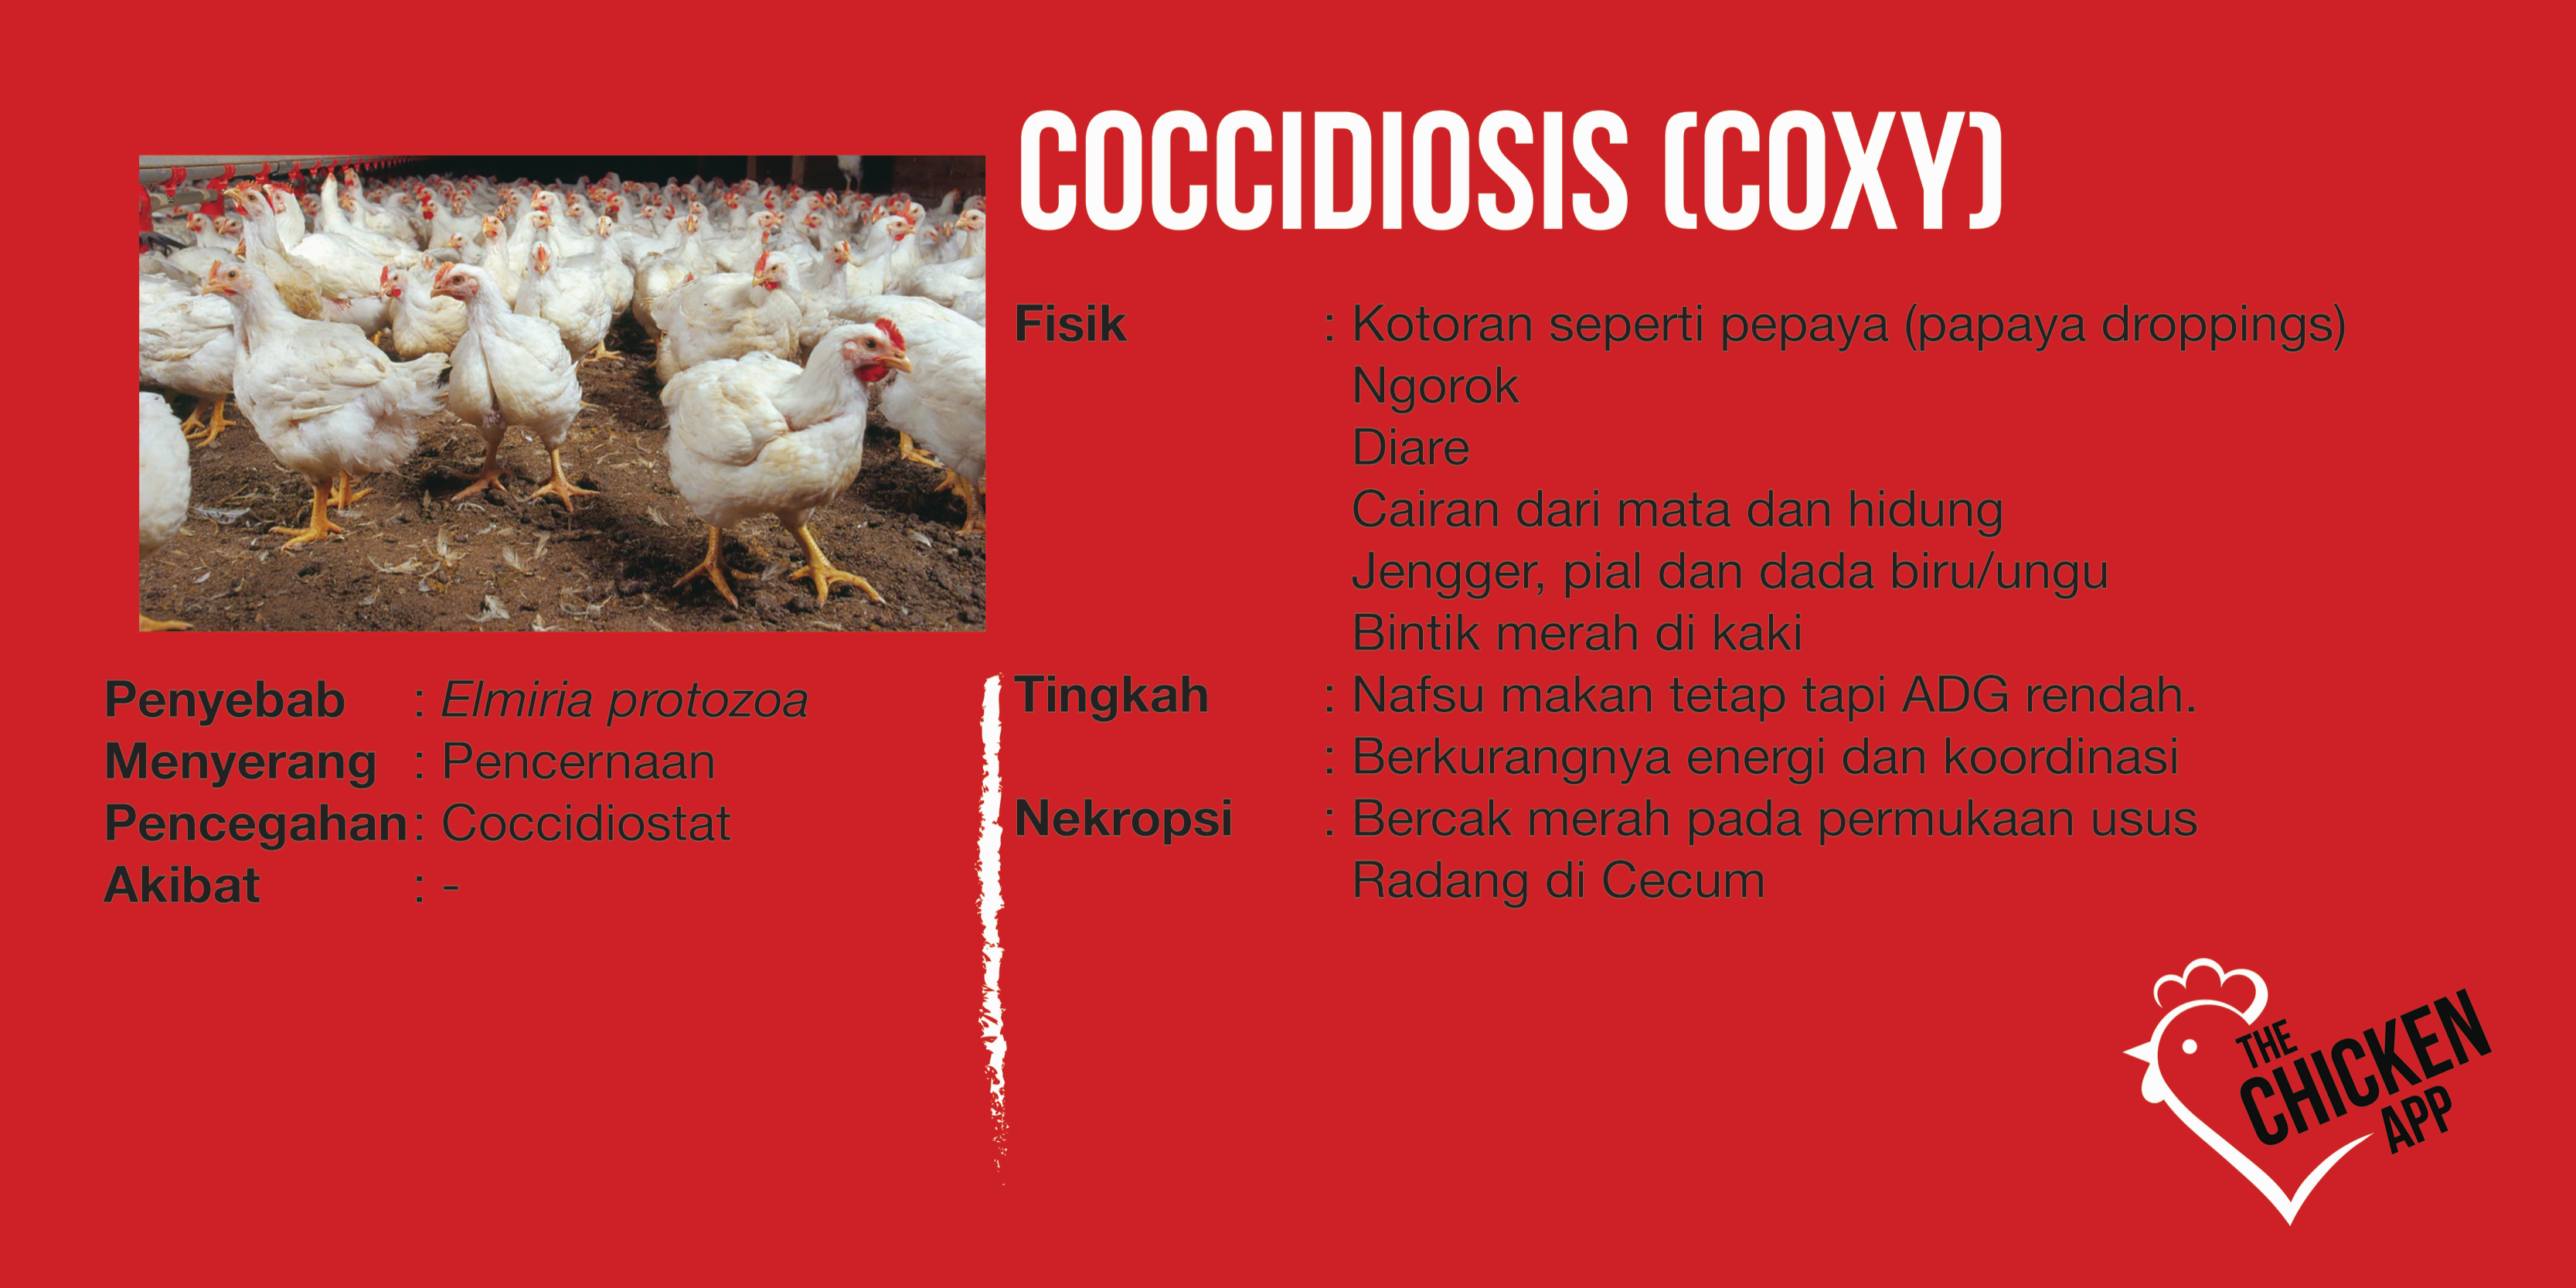 COCCIDIOSIS (COXY)
Fisik : Kotoran seperti pepaya (papaya droppings)
Ngorok
Diare
Cairan dari mata dan hidung
Jengger, pial dan dada biru/ungu
Bintik merah di kaki
Tingkah : Nafsu makan tetap tapi ADG rendah.
: Berkurangnya energi dan koordinasi
Nekropsi : Bercak merah pada permukaan usus
Radang di Cecum
Penyebab : Elmiria protozoa
Menyerang : Pencernaan
Pencegahan : Coccidiostat
Akibat : -
THE
CHICKEN
APP